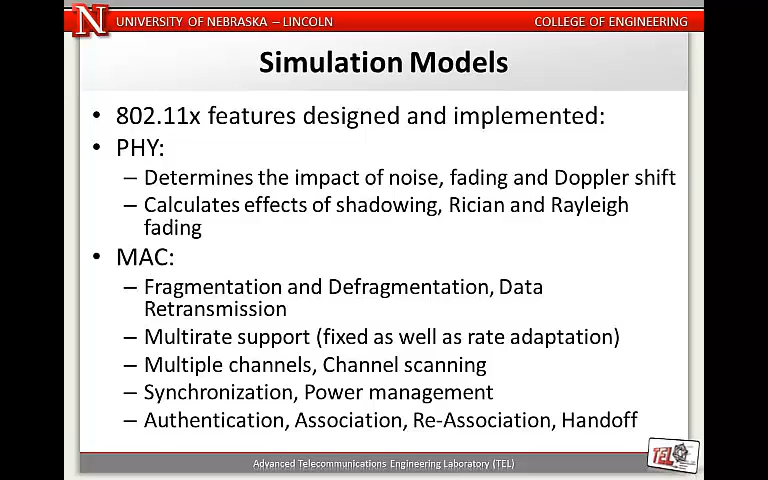 N UNIVERSITY OF NEBRASKA – LINCOLN COLLEGE OF ENGINEERING
Simulation Models
• 802.11x features designed and implemented:
• PHY:
– Determines the impact of noise, fading and Doppler shift
– Calculates effects of shadowing, Rician and Rayleigh
fading
• MAC:
– Fragmentation and Defragmentation, Data
Retransmission
– Multirate support (fixed as well as rate adaptation)
– Multiple channels, Channel scanning
– Synchronization, Power management
– Authentication, Association, Re-Association, Handoff
Advanced Telecommunications Engineering Laboratory (TEL)
TEL